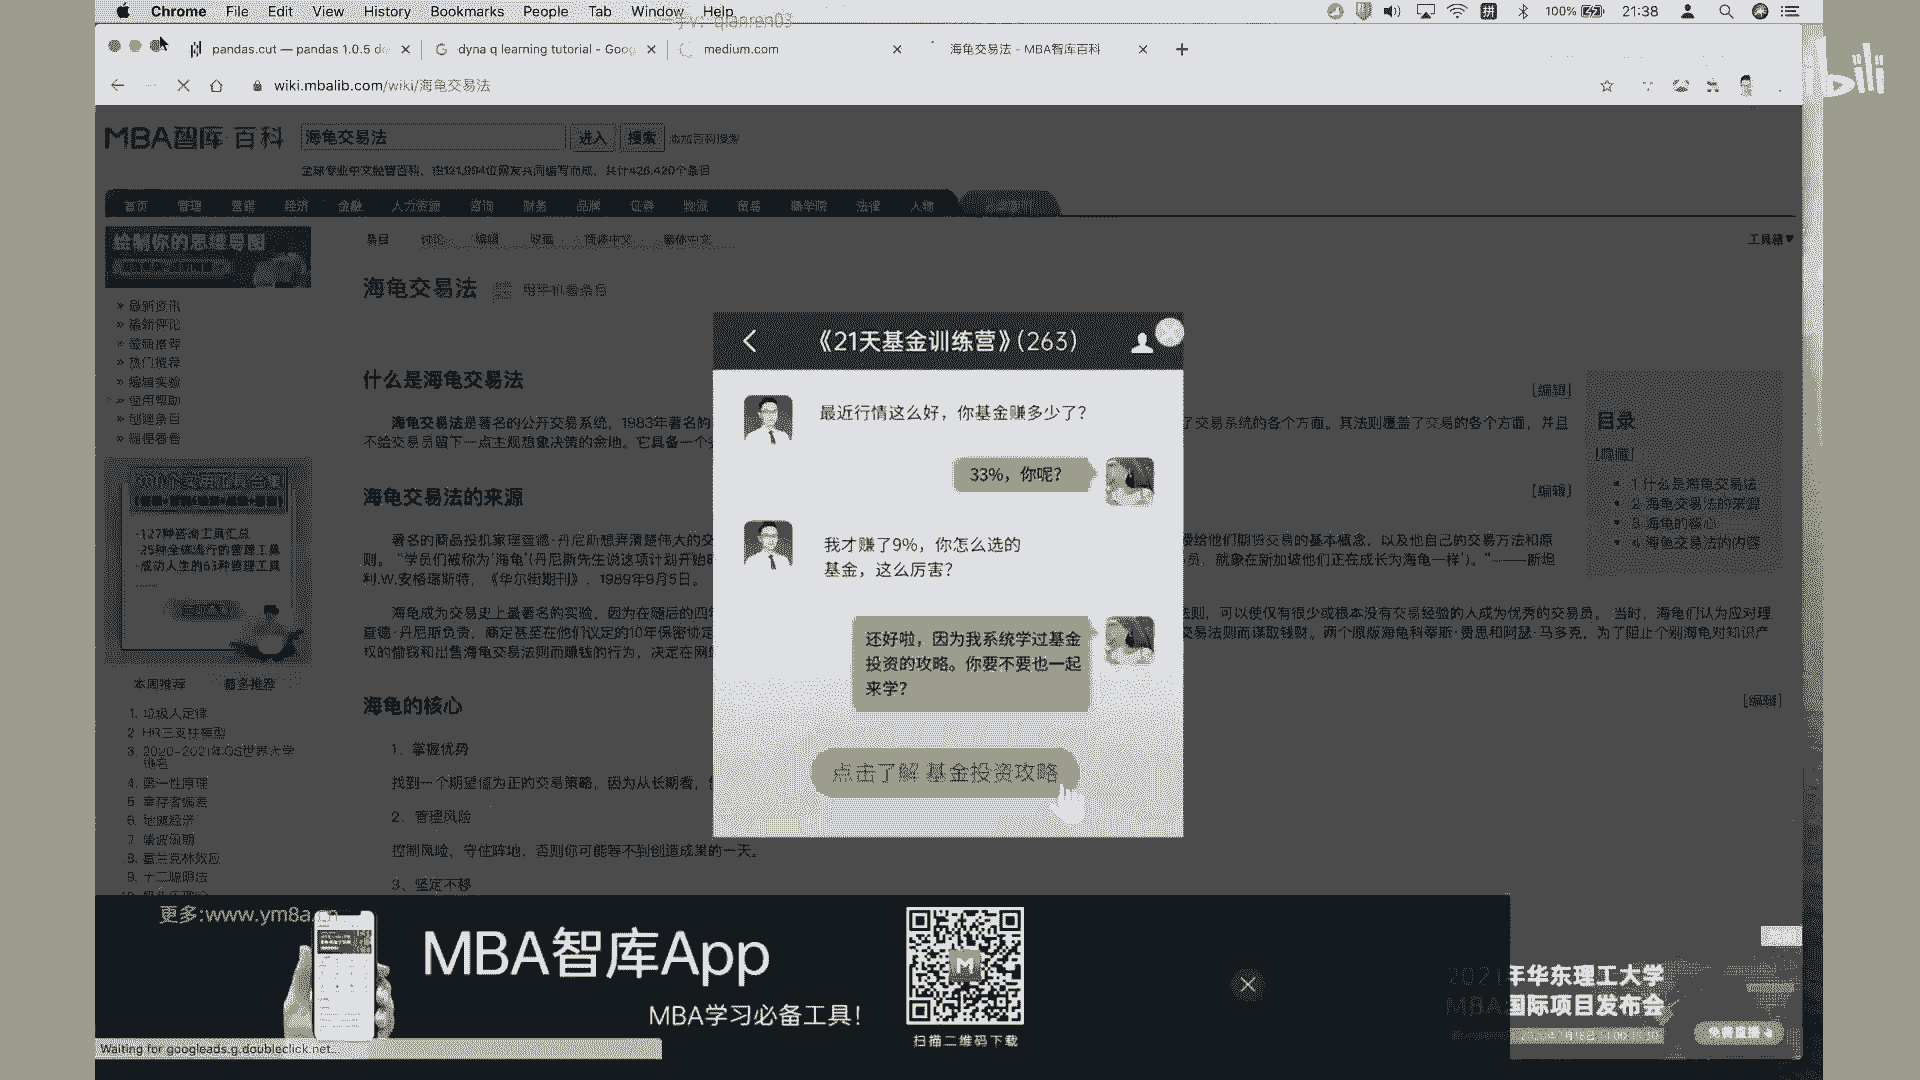 Chrome File Edit View History Bookmarks People Tab Window Help
100% 21:38
pandas.cut — pandas 1.0.5 do
dyna q learning tutorial - Goog
medium.com
海龟交易法 - MBA智库百科
wiki.mbalib.com/wiki/海龟交易法
bili
MBA智库·百科
海龟交易法 进入 搜索
首页 管理 营销 经济 金融 人力资源 咨询 财务 品牌 证券 物流 贸易 商学院 法律 人物
绘制你的思维导图
条目 讨论 编辑 收藏 简体中文 繁体中文
工具箱▼
» 最新资讯
» 最新评论
» 最新推荐
» 热门推荐
» 编辑实验
» 使用帮助
» 创建条目
» 随便看看
海龟交易法
什么是海龟交易法
[编辑]
海龟交易法是著名的公开交易系统，1983年著名的
了交易系统的各个方面。其法则覆盖了交易的各个方面，并且
不给交易员留下一点主观想象决策的余地。它具备一个
目录
[隐藏]
1 什么是海龟交易法
2 海龟交易法的来源
3 海龟的核心
4 海龟交易法的内容
海龟交易法的来源
[编辑]
著名的商品投机家理查德·丹尼斯想弄清楚伟大的交
授给他们期货交易的基本概念，以及他自己的交易方法和原
则。“学员们被称为‘海龟’(丹尼斯先生说这项计划开始时
员，就象在新加坡他们正在成长为海龟一样’)。”——斯坦
利.W.安格瑞斯特，《华尔街期刊》，1989年9月5日。
海龟成为交易史上最著名的实验，因为在随后的四年
法则，可以使仅有很少或根本没有交易经验的人成为优秀的交易员。 当时，海龟们认为应对理
查德·丹尼斯负责，商定甚至在他们议定的10年保密协定
交易法则而谋取钱财。两个原版海龟科蒂斯·费思和阿瑟·马多克，为了阻止个别海龟对知识产
权的偷窃和出售海龟交易法则而赚钱的行为，决定在网
海龟的核心
[编辑]
1、掌握优势
找到一个期望值为正的交易策略，因为从长期看，
2、管理风险
控制风险，守住阵地，否则你可能等不到创造成果的一天。
3、坚定不移
·127种咨询工具汇总
·25种全球流行的管理工具
·成功人生的63种管理工具
本周推荐 最多推荐
1. 垃圾人定律
2 HR三支柱模型
3. 2020-2021年QS世界大学
排名
4. 第一性原理
5 幸存者偏差
6. 地摊经济
8. 富兰克林效应
《21天基金训练营》(263)
最近行情这么好，你基金赚多少了？
33%，你呢？
我才赚了9%，你怎么选的
基金，这么厉害？
还好啦，因为我系统学过基金
投资的攻略。你要不要也一起
来学？
点击了解 基金投资攻略
更多:www.ym8a.cn
MBA智库App
MBA学习必备工具！
扫描二维码下载
2021年华东理工大学
MBA国际项目发布会
免费直播
Waiting for googleads.g.doubleclick.net...